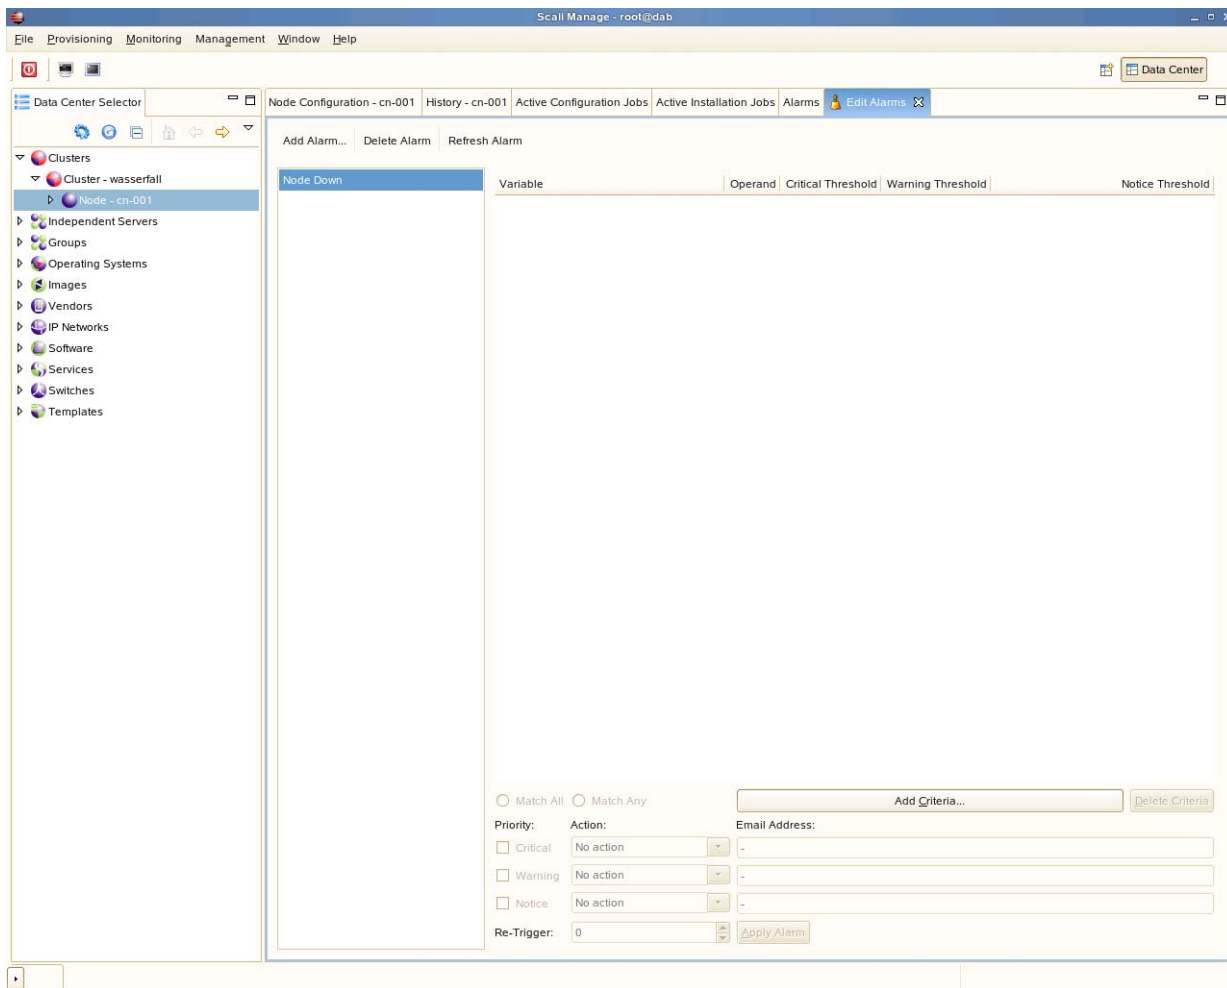 Scali Manage - root@dab
File Provisioning Monitoring Management Window Help
Data Center
Data Center Selector
Node Configuration - cn-001 History - cn-001 Active Configuration Jobs Active Installation Jobs Alarms Edit Alarms
Add Alarm... Delete Alarm Refresh Alarm
Clusters
Cluster - wasserfall
Node - cn-001
Independent Servers
Groups
Operating Systems
Images
Vendors
IP Networks
Software
Services
Switches
Templates
Node Down
Variable Operand Critical Threshold Warning Threshold Notice Threshold
Match All Match Any Add Criteria... Delete Criteria
Priority: Action: Email Address:
Critical No action -
Warning No action -
Notice No action -
Re-Trigger: 0 Apply Alarm